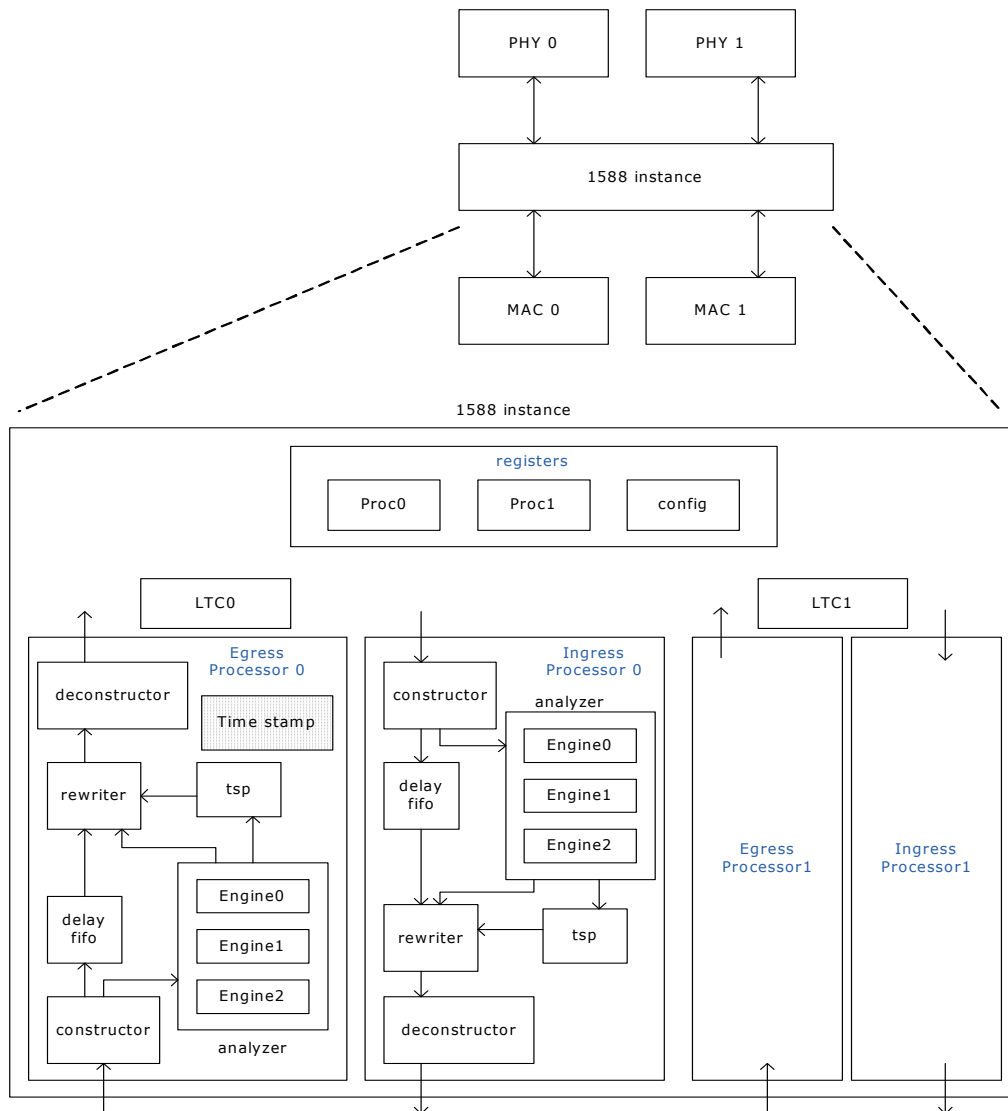 PHY 0
PHY 1
1588 instance
MAC 0
MAC 1
1588 instance
registers
Proc0
Proc1
config
LTC0
LTC1
Egress
Processor 0
deconstructor
Time stamp
rewriter
tsp
delay
fifo
Engine0
Engine1
Engine2
constructor
analyzer
Ingress
Processor 0
constructor
analyzer
Engine0
Engine1
Engine2
delay
fifo
rewriter
tsp
deconstructor
Egress
Processor1
Ingress
Processor1